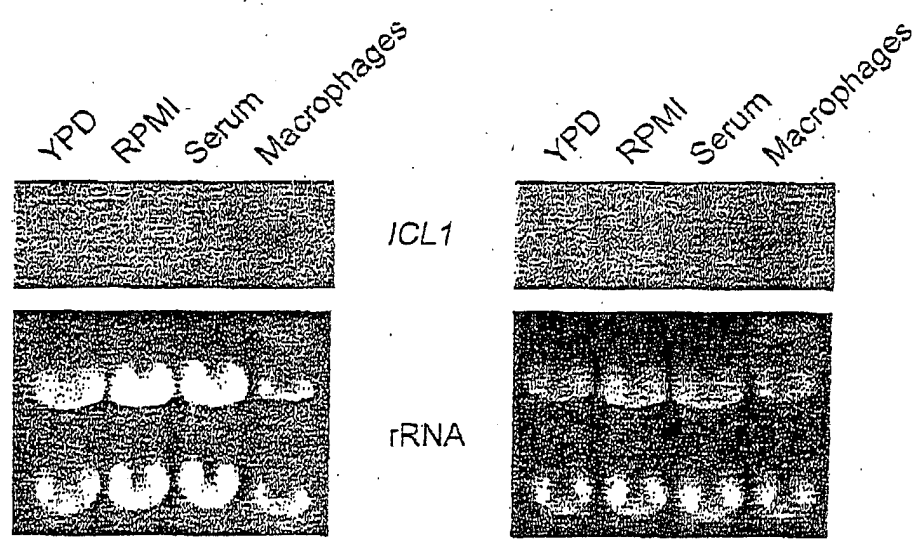 YPD
RPMI
Serum
Macrophages
YPD
RPMI
Serum
Macrophages
ICL1
rRNA